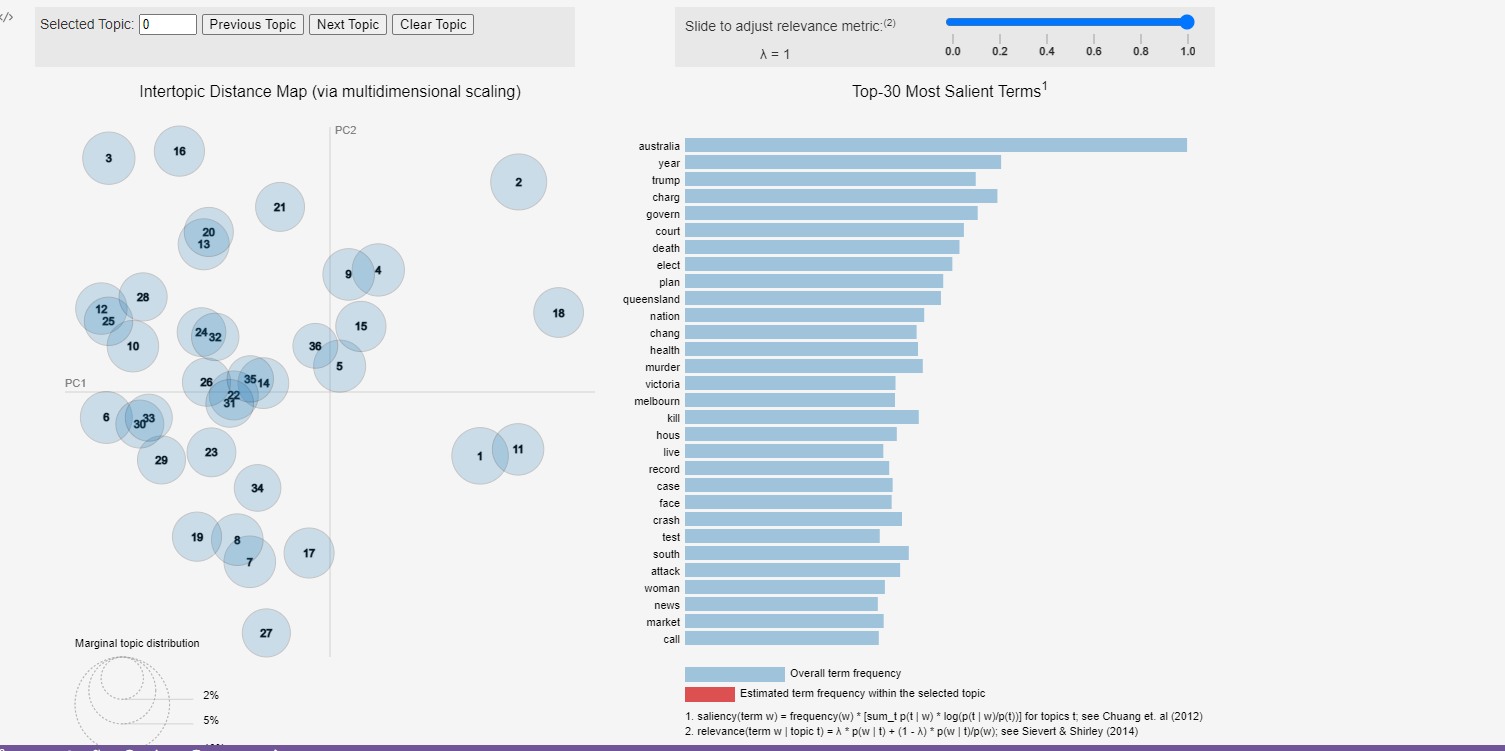 </>
Selected Topic: 0 Previous Topic Next Topic Clear Topic
Slide to adjust relevance metric:(2)
λ = 1
0.0 0.2 0.4 0.6 0.8 1.0
Intertopic Distance Map (via multidimensional scaling)
PC2
PC1
3
16
2
21
20
13
9
4
28
12
25
18
15
24
32
10
36
5
26
35
14
22
31
6
33
30
1
11
23
29
34
19
8
17
7
27
Marginal topic distribution
2%
5%
Top-30 Most Salient Terms1
australia
year
trump
charg
govern
court
death
elect
plan
queensland
nation
chang
health
murder
victoria
melbourn
kill
hous
live
record
case
face
crash
test
south
attack
woman
news
market
call
Overall term frequency
Estimated term frequency within the selected topic
1. saliency(term w) = frequency(w) * [sum_t p(t | w) * log(p(t | w)/p(t))] for topics t; see Chuang et. al (2012)
2. relevance(term w | topic t) = λ * p(w | t) + (1 - λ) * p(w | t)/p(w); see Sievert & Shirley (2014)